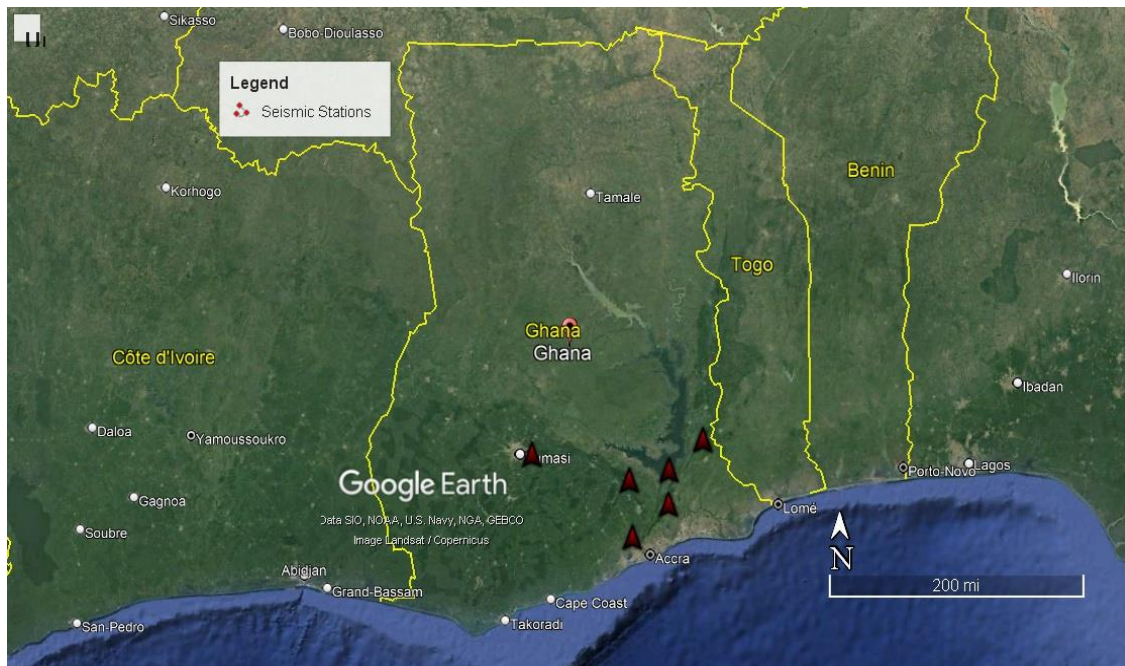 Sikasso
Bobo-Dioulasso
Legend
Seismic Stations
Benin
Korhogo
Tamale
Togo
Ilorin
Ghana
Ghana
Côte d'Ivoire
Ibadan
Daloa
Yamoussoukro
masi
Lagos
Porto-Novo
Google Earth
Gagnoa
Lomé
Data SIO, NOAA, U.S. Navy, NGA, GEBCO
Soubre
Image Landsat / Copernicus
Accra
N
Abidjan
200 mi
Grand-Bassam
Cape Coast
San-Pedro
Takoradi